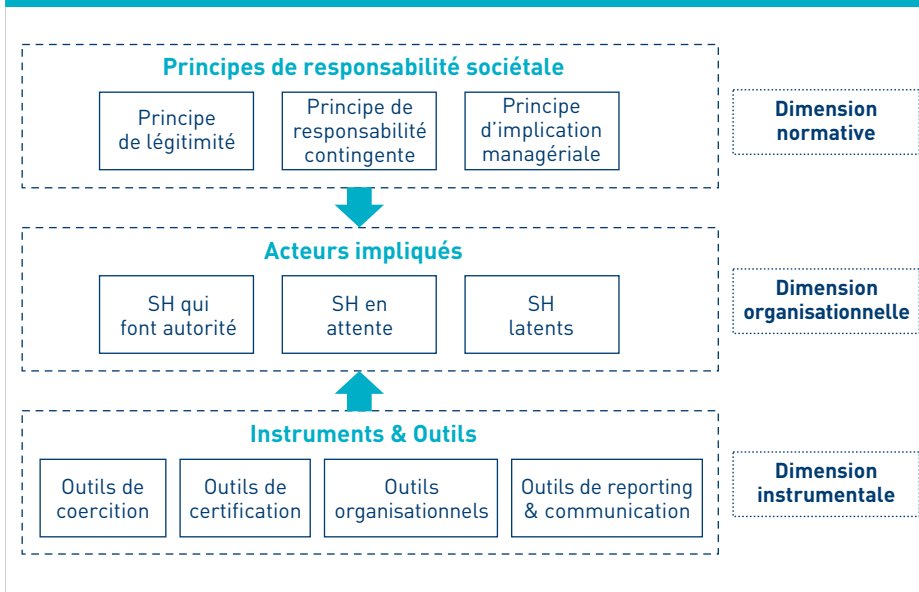 Principes de responsabilité sociétale
Principe
de légitimité
Principe de
responsabilité
contingente
Principe
d'implication
managériale
Dimension
normative
Acteurs impliqués
SH qui
font autorité
SH en
attente
SH
latents
Dimension
organisationnelle
Instruments & Outils
Outils de
coercition
Outils de
certification
Outils
organisationnels
Outils de reporting
& communication
Dimension
instrumentale